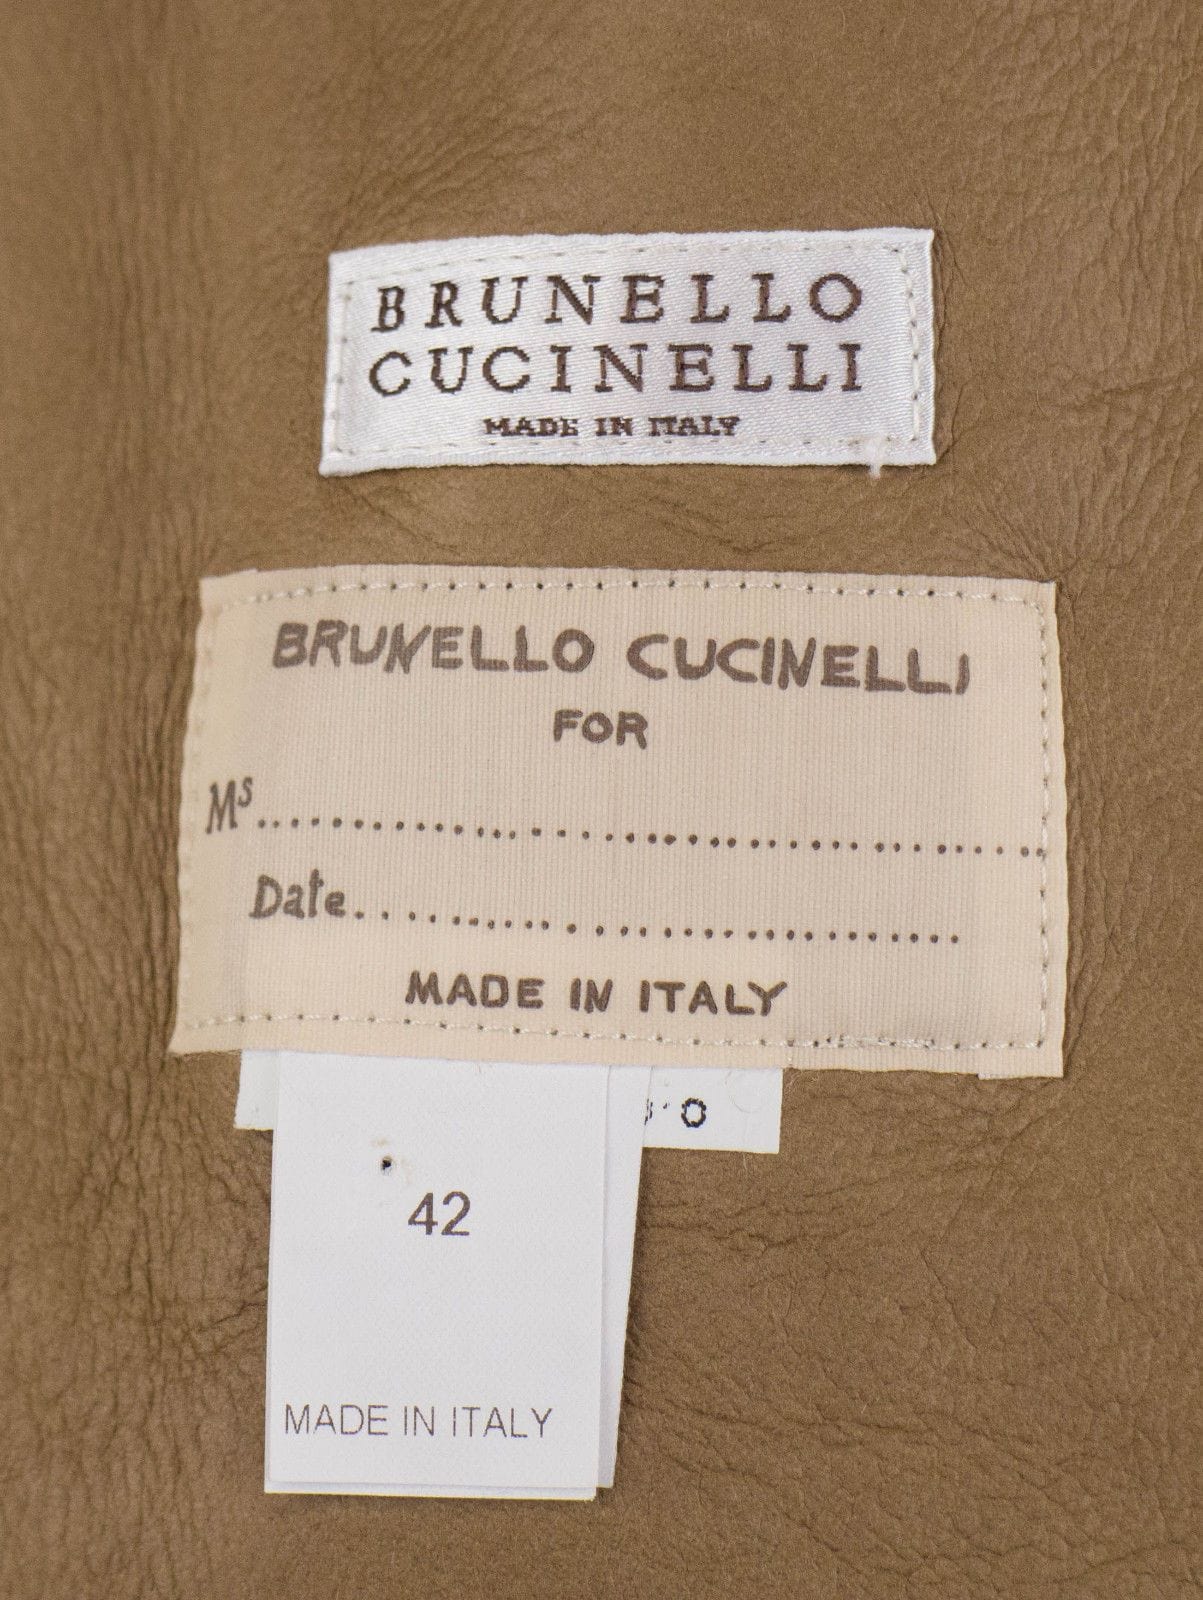 BRUNELLO
CUCINELLI
MADE IN ITALY
BRUNELLO CUCINELLI
FOR
Ms.......................................
Date..............................
MADE IN ITALY
42
MADE IN ITALY